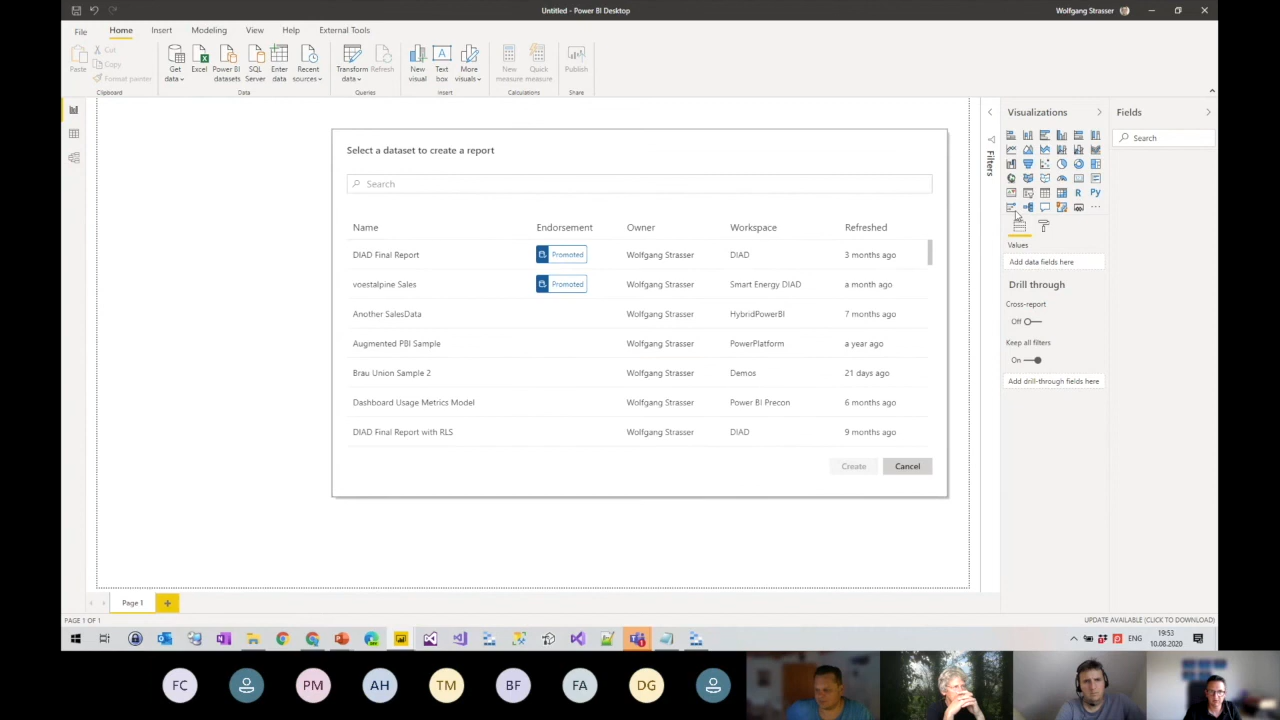 Untitled - Power BI Desktop
Wolfgang Strasser
File
Home
Insert
Modeling
View
Help
External Tools
Paste
Cut
Copy
Format painter
Get data
Excel
Power BI datasets
SQL Server
Enter data
Recent sources
Transform data
Refresh
New visual
Text box
More visuals
New measure
Quick measure
Publish
Clipboard
Data
Queries
Insert
Calculations
Share
Select a dataset to create a report
Search
Name Endorsement Owner Workspace Refreshed
DIAD Final Report Promoted Wolfgang Strasser DIAD 3 months ago
voestalpine Sales Promoted Wolfgang Strasser Smart Energy DIAD a month ago
Another SalesData Wolfgang Strasser HybridPowerBI 7 months ago
Augmented PBI Sample Wolfgang Strasser PowerPlatform a year ago
Brau Union Sample 2 Wolfgang Strasser Demos 21 days ago
Dashboard Usage Metrics Model Wolfgang Strasser Power BI Precon 6 months ago
DIAD Final Report with RLS Wolfgang Strasser DIAD 9 months ago
Create
Cancel
Filters
Visualizations
R
Py
Values
Add data fields here
Drill through
Cross-report
Off
Keep all filters
On
Add drill-through fields here
Fields
Search
Page 1
PAGE 1 OF 1
UPDATE AVAILABLE (CLICK TO DOWNLOAD)
ENG
19:53
10.08.2020
FC
PM
AH
TM
BF
FA
DG